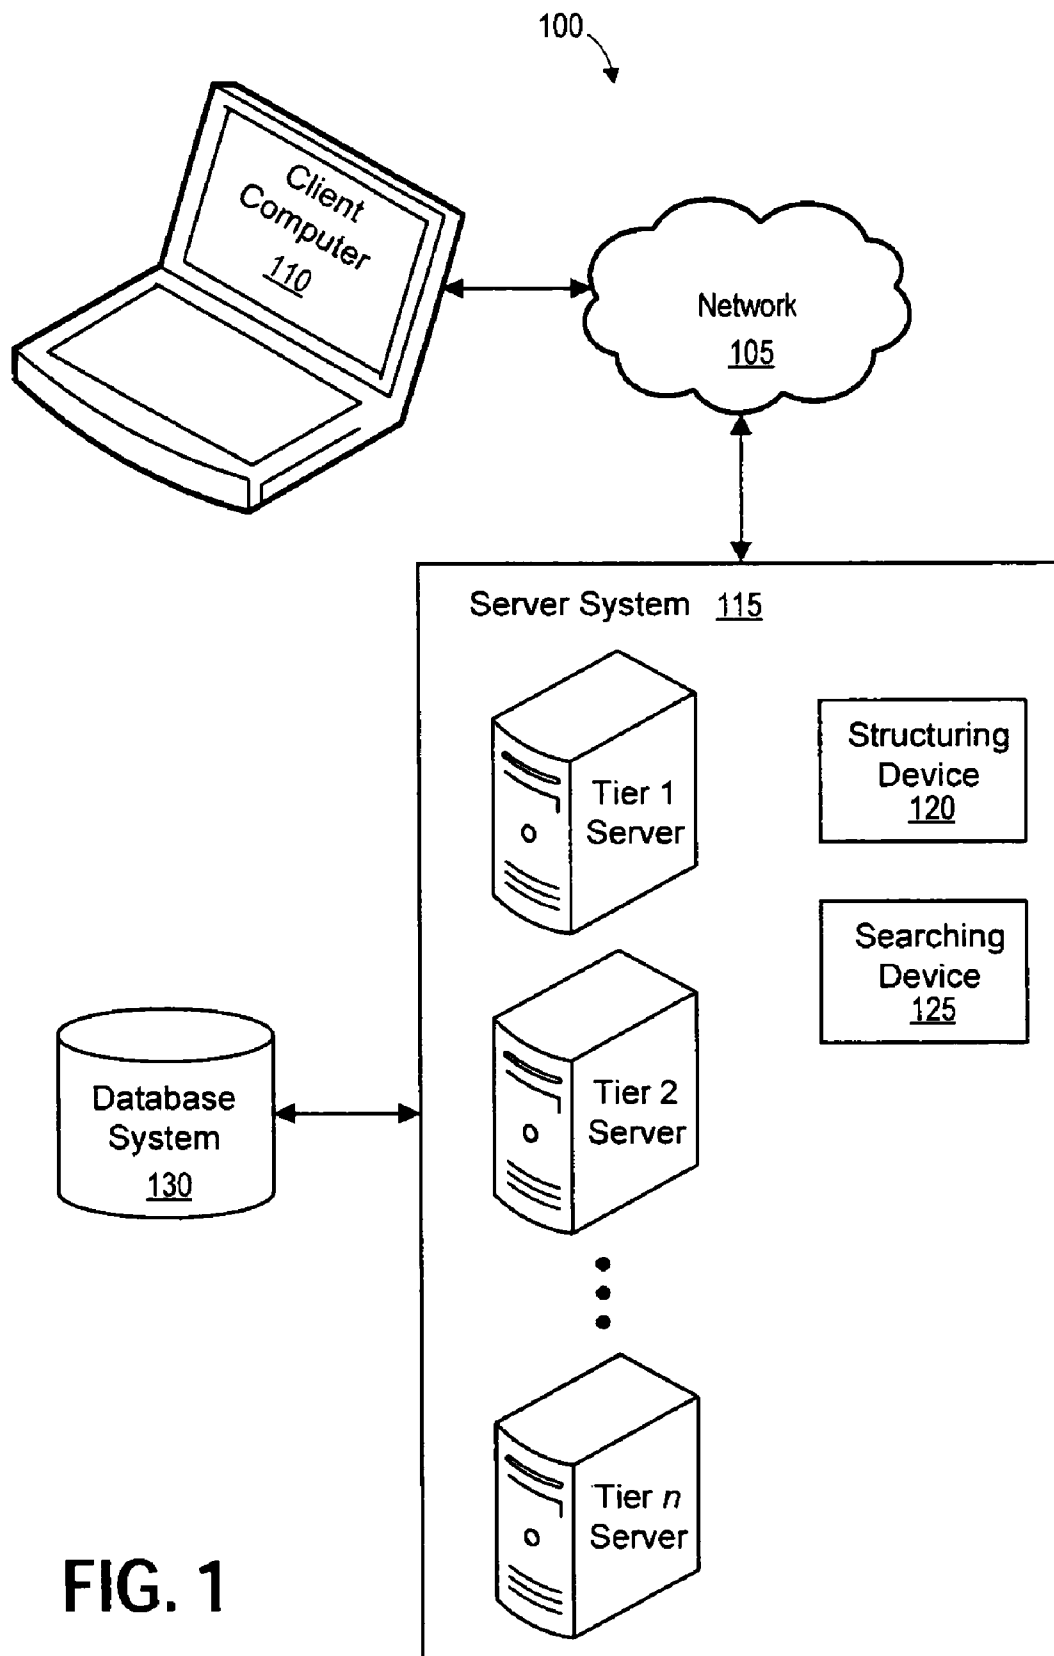 100
Client
Computer
110
Network
105
Server System 115
Tier 1
Server
Structuring
Device
120
Searching
Device
125
Tier 2
Server
Database
System
130
Tier n
Server
FIG. 1